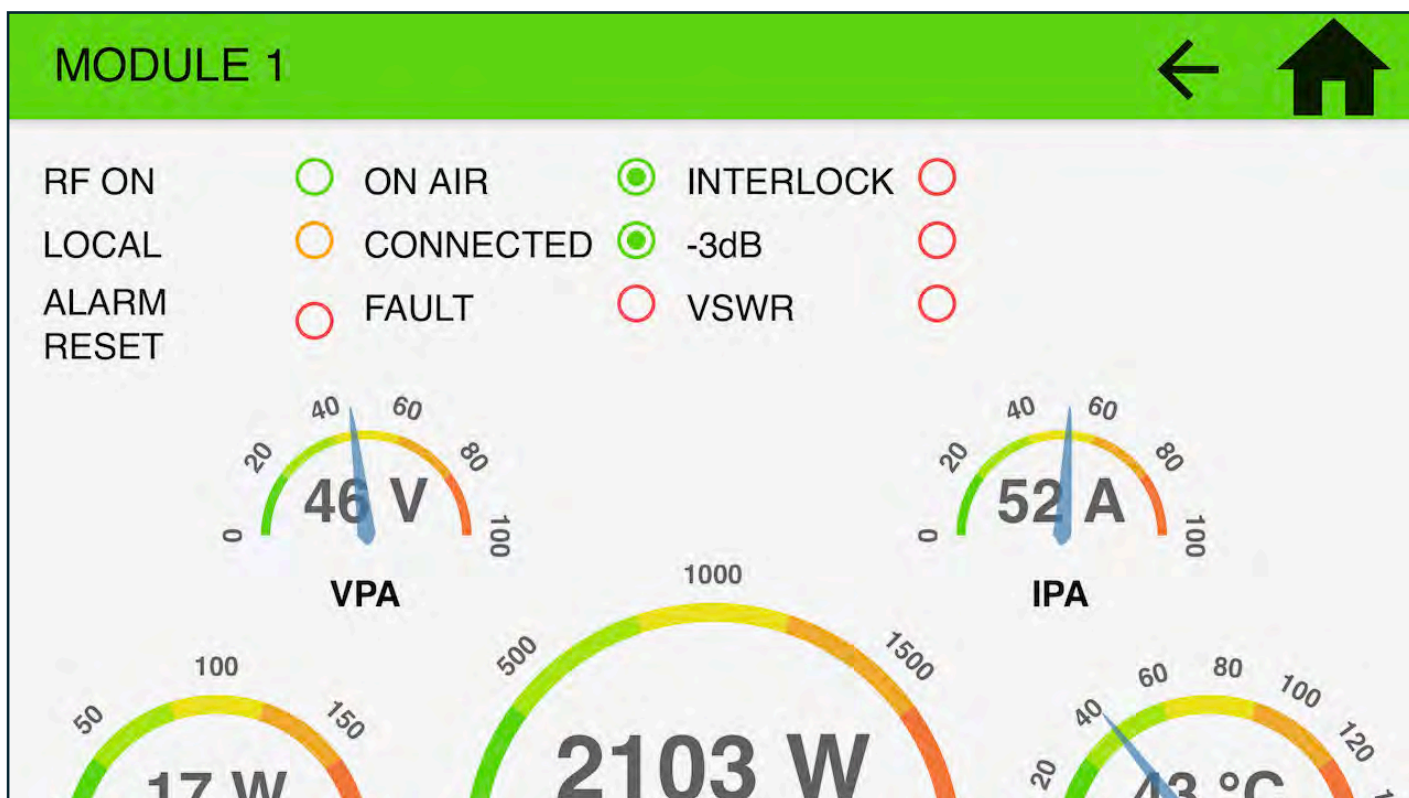 MODULE 1
RF ON ON AIR INTERLOCK
LOCAL CONNECTED -3dB
ALARM RESET FAULT VSWR
0 20 40 60 80 100
46 V
VPA
0 20 40 60 80 100
52 A
IPA
50 100 150
17 W
500 1000 1500
2103 W
20 40 60 80 100 120
43 °C